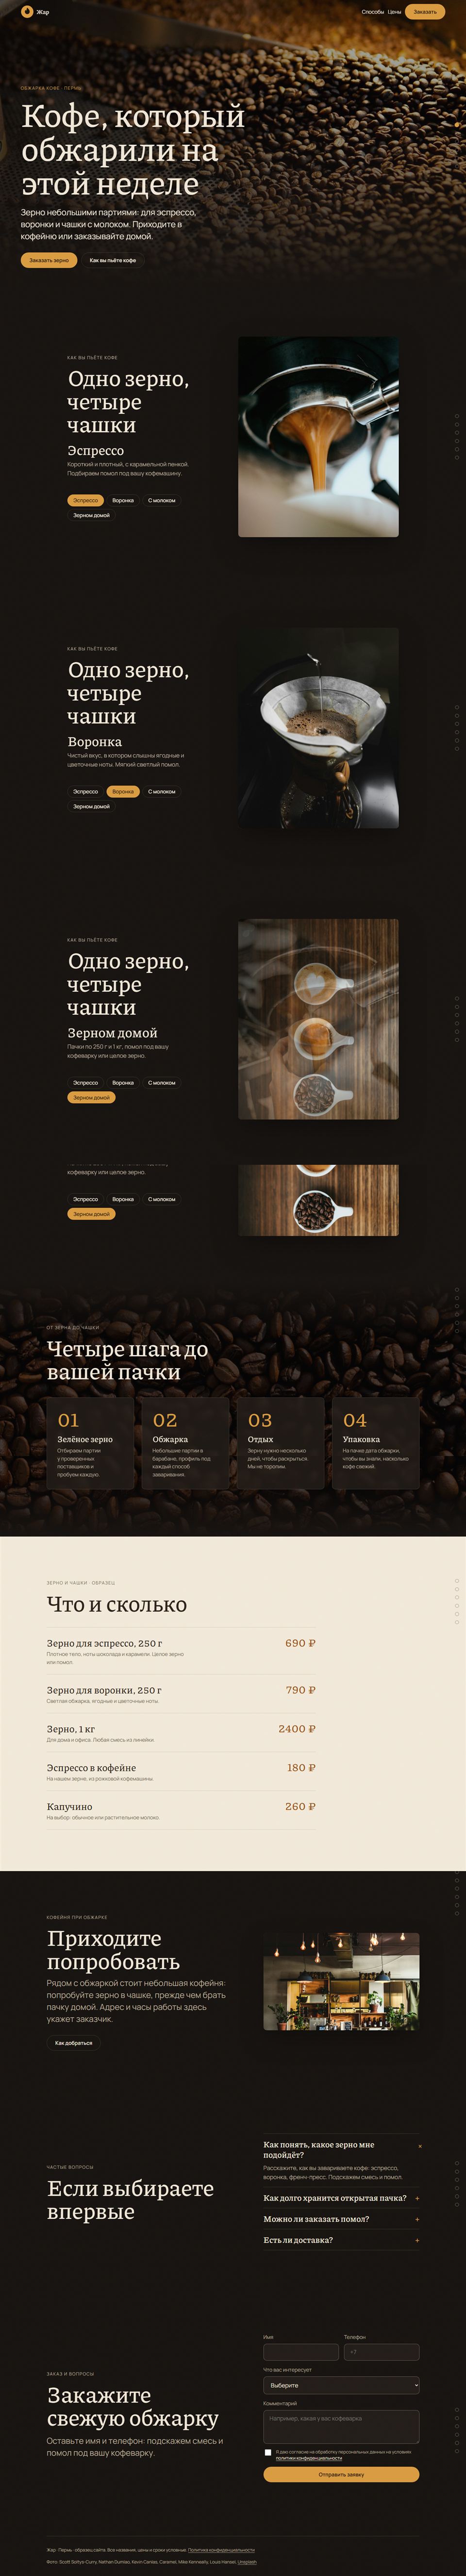 Жар
Способы Цены Заказать
ОБЖАРКА КОФЕ · ПЕРМЬ
Кофе, который
обжарили на
этой неделе
Зерно небольшими партиями: для эспрессо,
воронки и чашки с молоком. Приходите в
кофейню или заказывайте домой.
Заказать зерно Как вы пьёте кофе
КАК ВЫ ПЬЁТЕ КОФЕ
Одно зерно,
четыре
чашки
Эспрессо
Короткий и плотный, с карамельной пенкой.
Подбираем помол под вашу кофемашину.
Эспрессо Воронка С молоком
Зерном домой
КАК ВЫ ПЬЁТЕ КОФЕ
Одно зерно,
четыре
чашки
Воронка
Чистый вкус, в котором слышны ягодные и
цветочные ноты. Мягкий светлый помол.
Эспрессо Воронка С молоком
Зерном домой
КАК ВЫ ПЬЁТЕ КОФЕ
Одно зерно,
четыре
чашки
Зерном домой
Пачки по 250 г и 1 кг, помол под вашу
кофеварку или целое зерно.
Эспрессо Воронка С молоком
Зерном домой
кофеварку или целое зерно.
Эспрессо Воронка С молоком
Зерном домой
ОТ ЗЕРНА ДО ЧАШКИ
Четыре шага до
вашей пачки
01
Зелёное зерно
Отбираем партии
у проверенных
поставщиков и
пробуем каждую.
02
Обжарка
Небольшие партии в
барабане, профиль под
каждый способ
заваривания.
03
Отдых
Зерну нужно несколько
дней, чтобы раскрыться.
Мы не торопим.
04
Упаковка
На пачке дата обжарки,
чтобы вы знали, насколько
кофе свежий.
ЗЕРНО И ЧАШКИ · ОБРАЗЕЦ
Что и сколько
Зерно для эспрессо, 250 г 690 ₽
Плотное тело, ноты шоколада и карамели. Целое зерно
или помол.
Зерно для воронки, 250 г 790 ₽
Светлая обжарка, ягодные и цветочные ноты.
Зерно, 1 кг 2400 ₽
Для дома и офиса. Любая смесь из линейки.
Эспрессо в кофейне 180 ₽
На нашем зерне, из рожковой кофемашины.
Капучино 260 ₽
На выбор: обычное или растительное молоко.
КОФЕЙНЯ ПРИ ОБЖАРКЕ
Приходите
попробовать
Рядом с обжаркой стоит небольшая кофейня:
попробуйте зерно в чашке, прежде чем брать
пачку домой. Адрес и часы работы здесь
укажет заказчик.
Как добраться
ЧАСТЫЕ ВОПРОСЫ
Если выбираете
впервые
Как понять, какое зерно мне
подойдёт?
Расскажите, как вы завариваете кофе: эспрессо,
воронка, френч-пресс. Подскажем смесь и помол.
Как долго хранится открытая пачка? +
Можно ли заказать помол? +
Есть ли доставка? +
ЗАКАЗ И ВОПРОСЫ
Закажите
свежую обжарку
Оставьте имя и телефон: подскажем смесь и
помол под вашу кофеварку.
Имя Телефон
+7
Что вас интересует
Выберите
Комментарий
Например, какая у вас кофеварка
Я даю согласие на обработку персональных данных на условиях
политики конфиденциальности
Отправить заявку
Жар · Пермь · образец сайта. Все названия, цены и сроки условные. Политика конфиденциальности